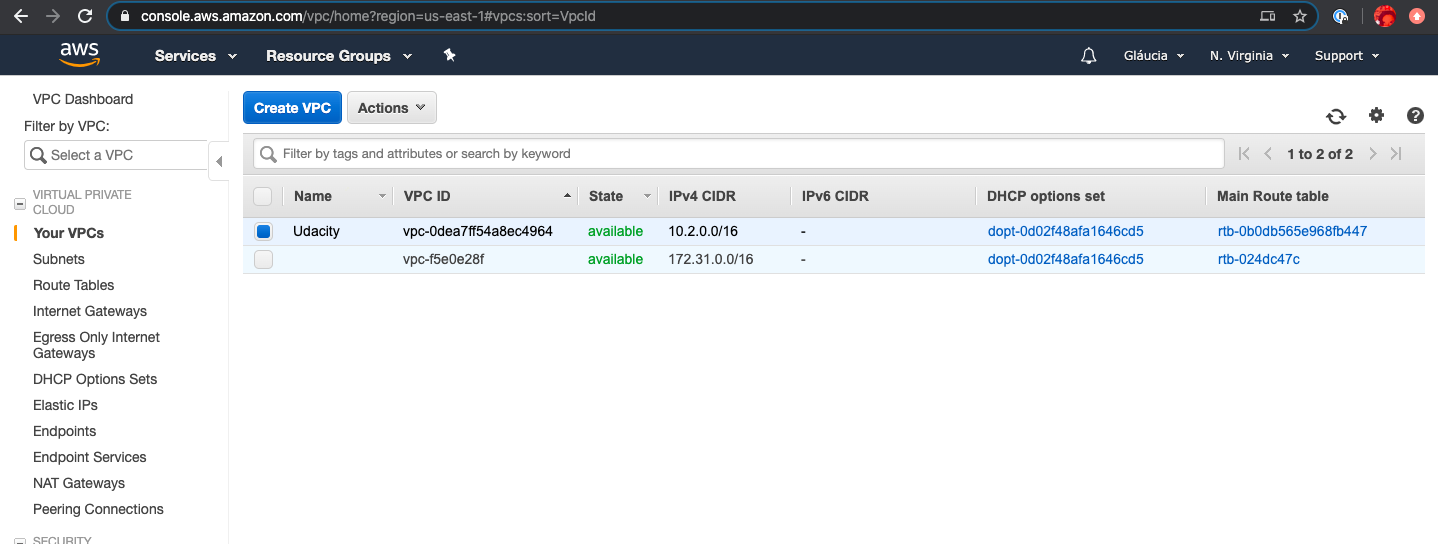 console.aws.amazon.com/vpc/home?region=us-east-1#vpcs:sort=VpcId
aws Services Resource Groups Gláucia N. Virginia Support
VPC Dashboard
Filter by VPC:
Select a VPC
VIRTUAL PRIVATE
CLOUD
Your VPCs
Subnets
Route Tables
Internet Gateways
Egress Only Internet
Gateways
DHCP Options Sets
Elastic IPs
Endpoints
Endpoint Services
NAT Gateways
Peering Connections
SECURITY
Create VPC Actions
Filter by tags and attributes or search by keyword 1 to 2 of 2
Name VPC ID State IPv4 CIDR IPv6 CIDR DHCP options set Main Route table
Udacity vpc-0dea7ff54a8ec4964 available 10.2.0.0/16 - dopt-0d02f48afa1646cd5 rtb-0b0db565e968fb447
vpc-f5e0e28f available 172.31.0.0/16 - dopt-0d02f48afa1646cd5 rtb-024dc47c